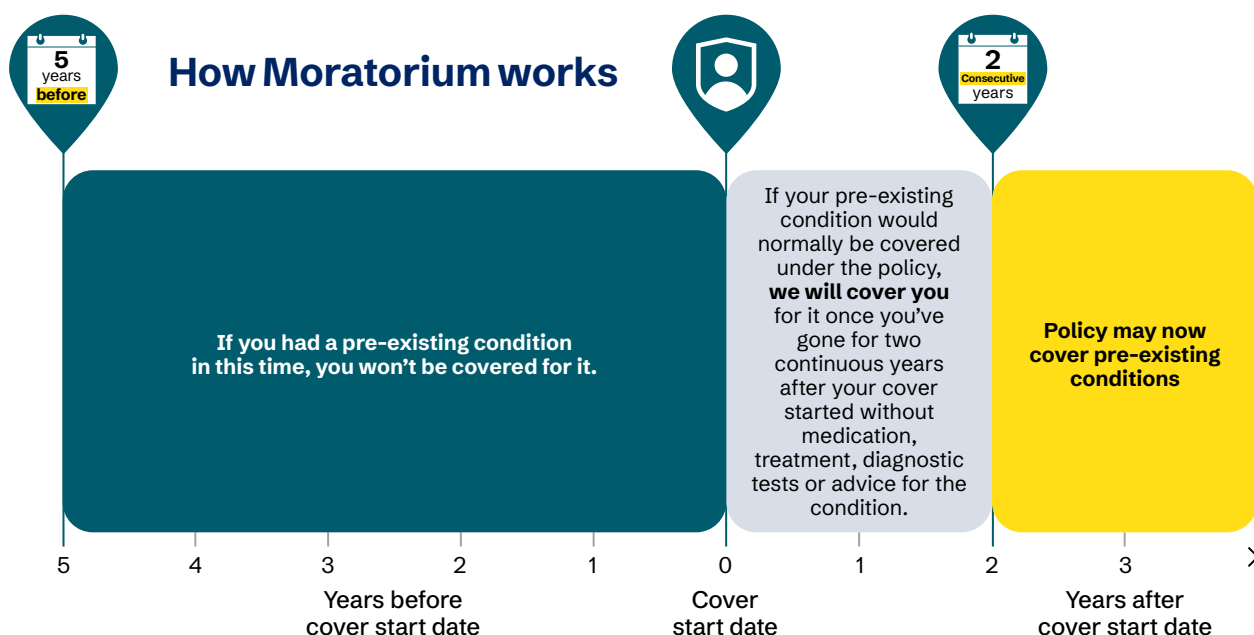 5
years
before
How Moratorium works
2
Consecutive
years
If you had a pre-existing condition
in this time, you won’t be covered for it.
If your pre-existing
condition would
normally be covered
under the policy,
we will cover you
for it once you’ve
gone for two
continuous years
after your cover
started without
medication,
treatment, diagnostic
tests or advice for the
condition.
Policy may now
cover pre-existing
conditions
5 4 3 2 1 0 1 2 3
Years before
cover start date
Cover
start date
Years after
cover start date